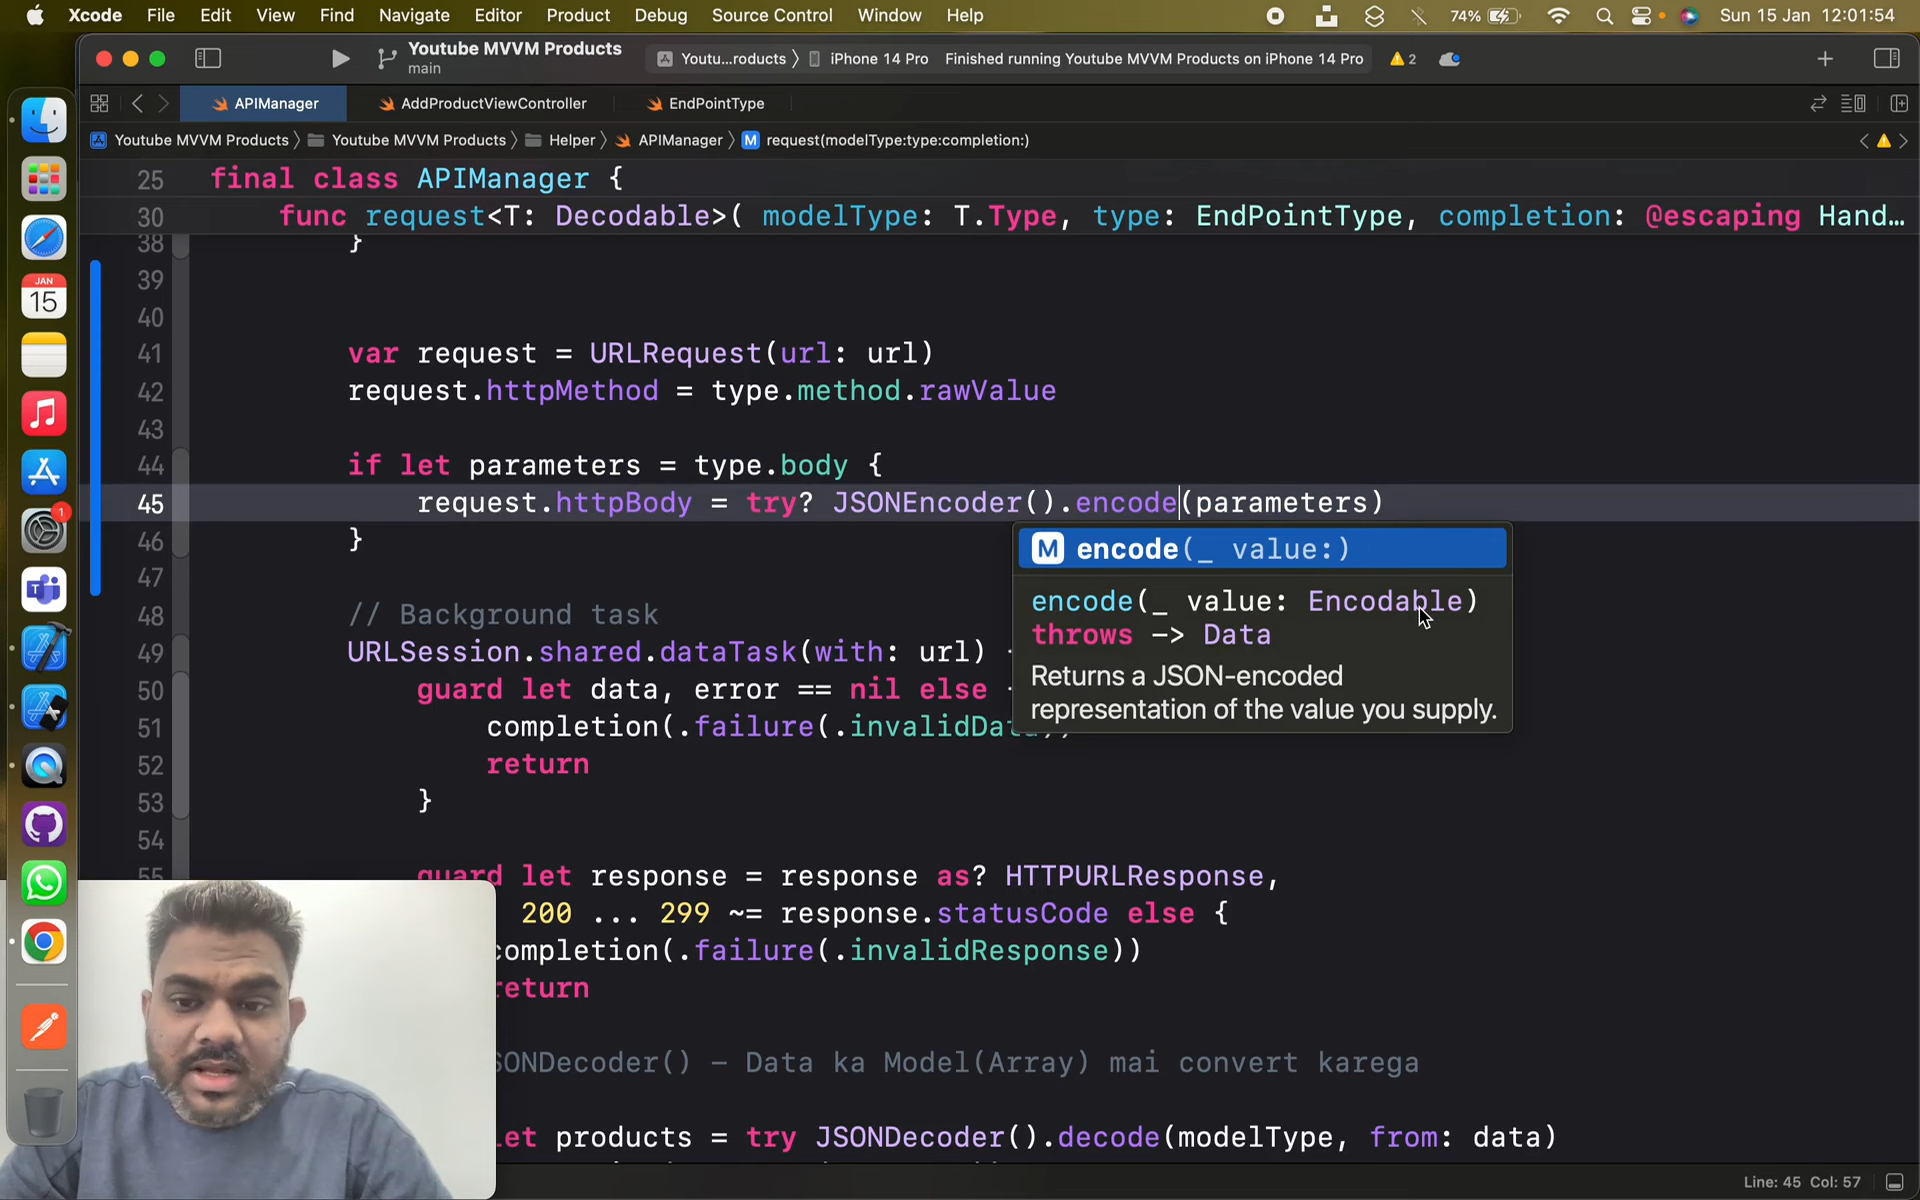 Xcode File Edit View Find Navigate Editor Product Debug Source Control Window Help 74% Sun 15 Jan 12:01:54
Youtube MVVM Products
main
Youtu...roducts 〉 iPhone 14 Pro Finished running Youtube MVVM Products on iPhone 14 Pro 2
APIManager AddProductViewController EndPointType
Youtube MVVM Products 〉 Youtube MVVM Products 〉 Helper 〉 APIManager 〉 M request(modelType:type:completion:)
25 final class APIManager {
30 func request<T: Decodable>( modelType: T.Type, type: EndPointType, completion: @escaping Hand...
38 }
39
40
41 var request = URLRequest(url: url)
42 request.httpMethod = type.method.rawValue
43
44 if let parameters = type.body {
45 request.httpBody = try? JSONEncoder().encode(parameters)
46 }
M encode(_ value:)
47
encode(_ value: Encodable)
throws -> Data
Returns a JSON-encoded
representation of the value you supply.
48 // Background task
49 URLSession.shared.dataTask(with: url)
50 guard let data, error == nil else
51 completion(.failure(.invalidData))
52 return
53 }
54
55 guard let response = response as? HTTPURLResponse,
200 ... 299 ~= response.statusCode else {
completion(.failure(.invalidResponse))
return
JSONDecoder() – Data ka Model(Array) mai convert karega
let products = try JSONDecoder().decode(modelType, from: data)
Line: 45 Col: 57
JAN
15
1